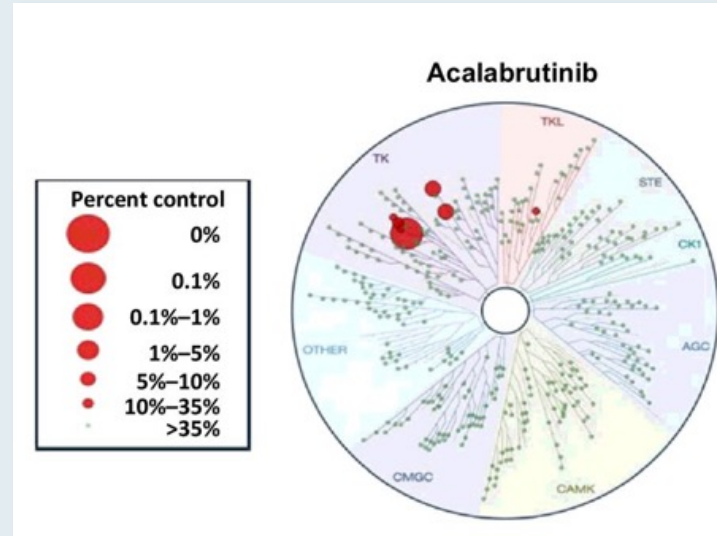 Acalabrutinib
Percent control
0%
0.1%
0.1%–1%
1%–5%
5%–10%
10%–35%
>35%
TK
TKL
STE
CK1
AGC
CAMK
CMGC
OTHER